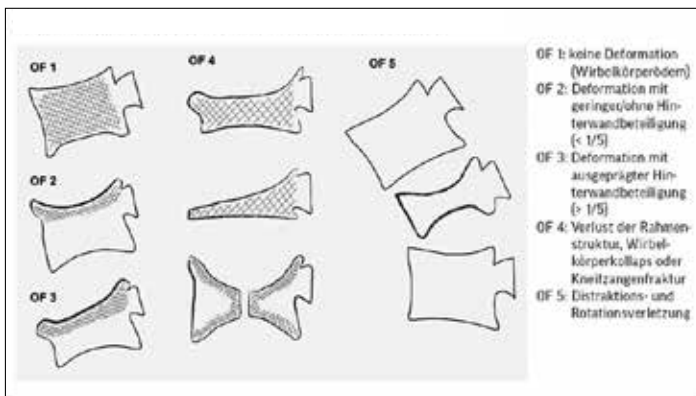 OF 1
OF 4
OF 5
OF 2
OF 3
OF 1: keine Deformation
(Wirbelkörperödem)
OF 2: Deformation mit
geringer/ohne Hin-
terwandbeteiligung
(< 1/5)
OF 3: Deformation mit
ausgeprägter Hin-
terwandbeteiligung
(> 1/5)
OF 4: Verlust der Rahmen-
struktur, Wirbel-
körperkollaps oder
Kneifzangenfraktur
OF 5: Distraktions- und
Rotationsverletzung